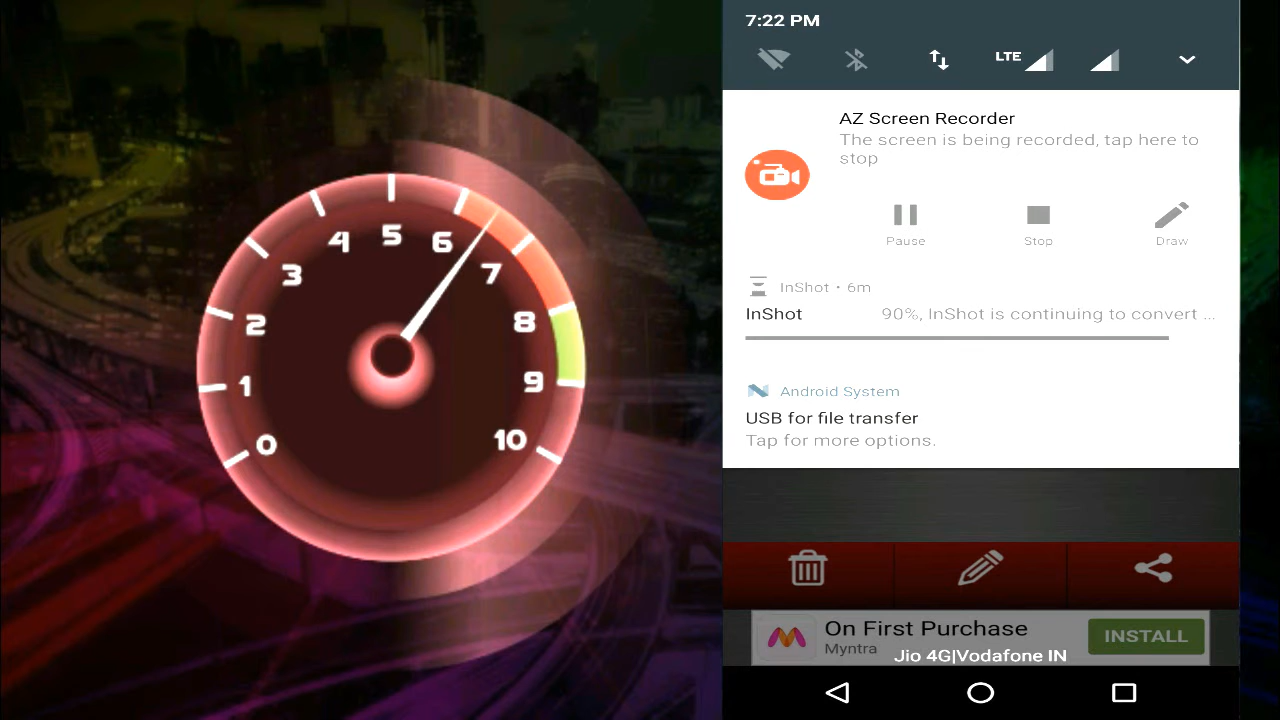 0
1
2
3
4
5
6
7
8
9
10
7:22 PM
LTE
AZ Screen Recorder
The screen is being recorded, tap here to
stop
Pause Stop Draw
InShot • 6m
InShot 90%, InShot is continuing to convert ...
Android System
USB for file transfer
Tap for more options.
On First Purchase
Myntra
INSTALL
Jio 4G|Vodafone IN